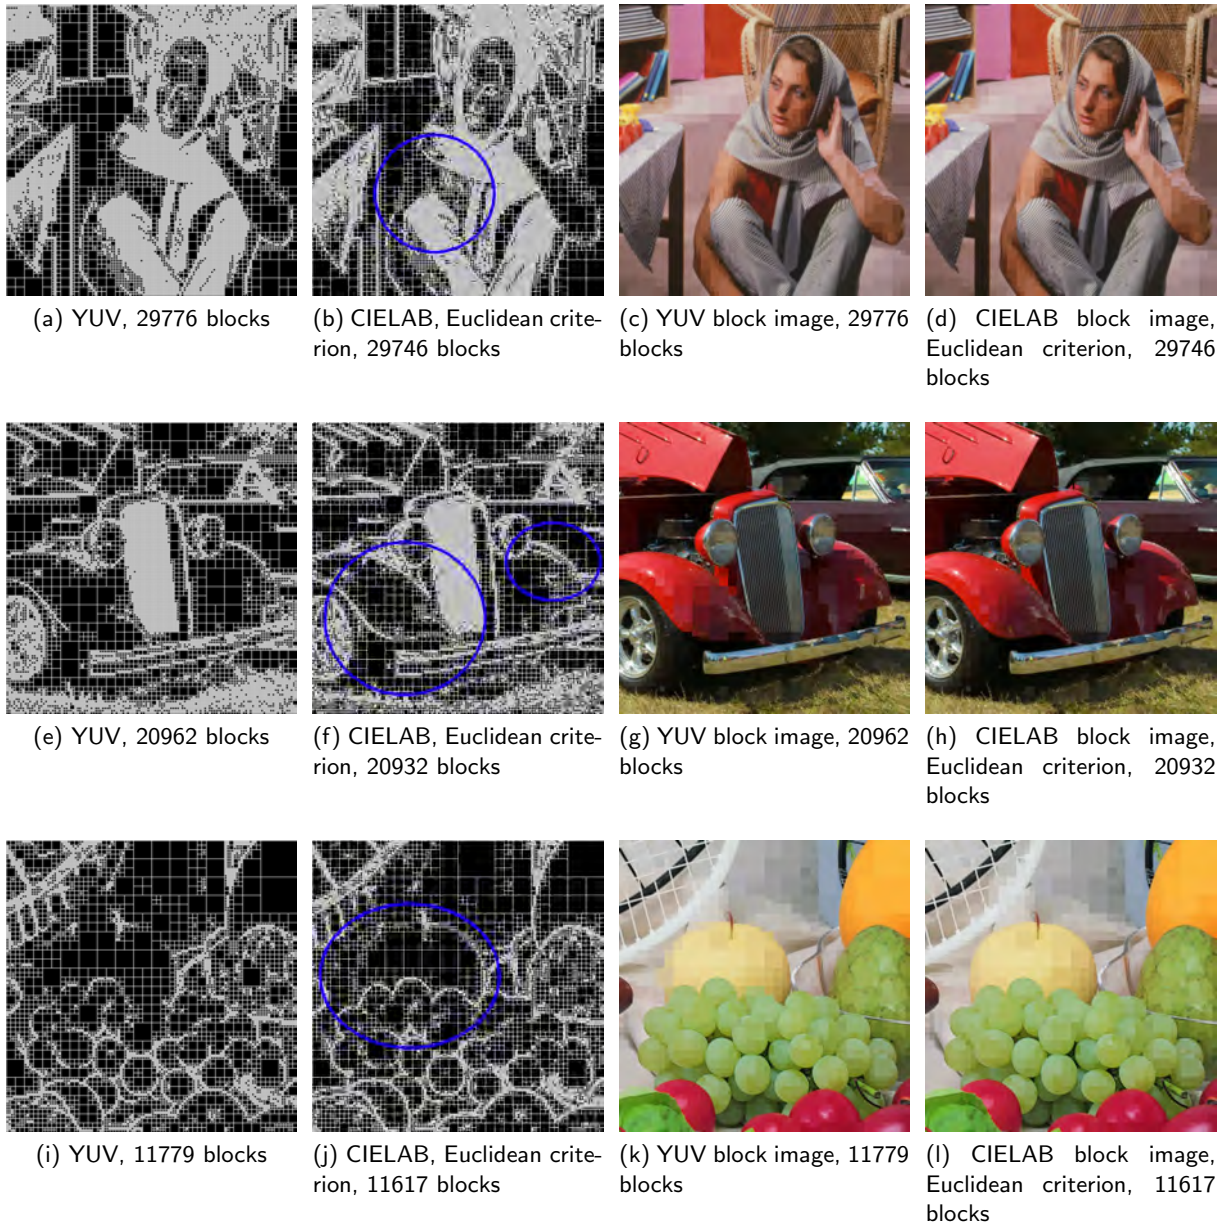 (a) YUV, 29776 blocks
(b) CIELAB, Euclidean crite-
rion, 29746 blocks
(c) YUV block image, 29776
blocks
(d) CIELAB block image,
Euclidean criterion, 29746
blocks
(e) YUV, 20962 blocks
(f) CIELAB, Euclidean crite-
rion, 20932 blocks
(g) YUV block image, 20962
blocks
(h) CIELAB block image,
Euclidean criterion, 20932
blocks
(i) YUV, 11779 blocks
(j) CIELAB, Euclidean crite-
rion, 11617 blocks
(k) YUV block image, 11779
blocks
(l) CIELAB block image,
Euclidean criterion, 11617
blocks